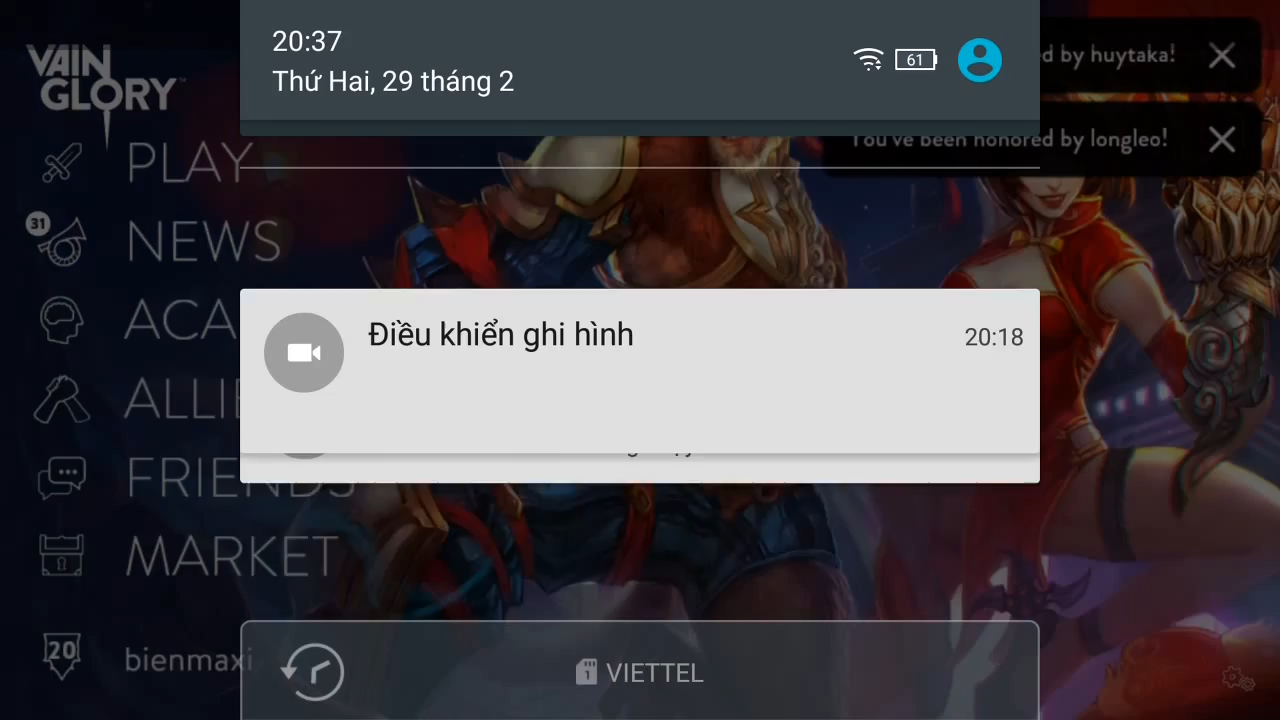 20:37
Thứ Hai, 29 tháng 2
61
VAIN
GLORY
by huytaka!
You've been honored by longleo!
PLAY
31
NEWS
ACA
ALLI
FRIENDS
MARKET
20
bienmaxi
Điều khiển ghi hình
20:18
1
VIETTEL